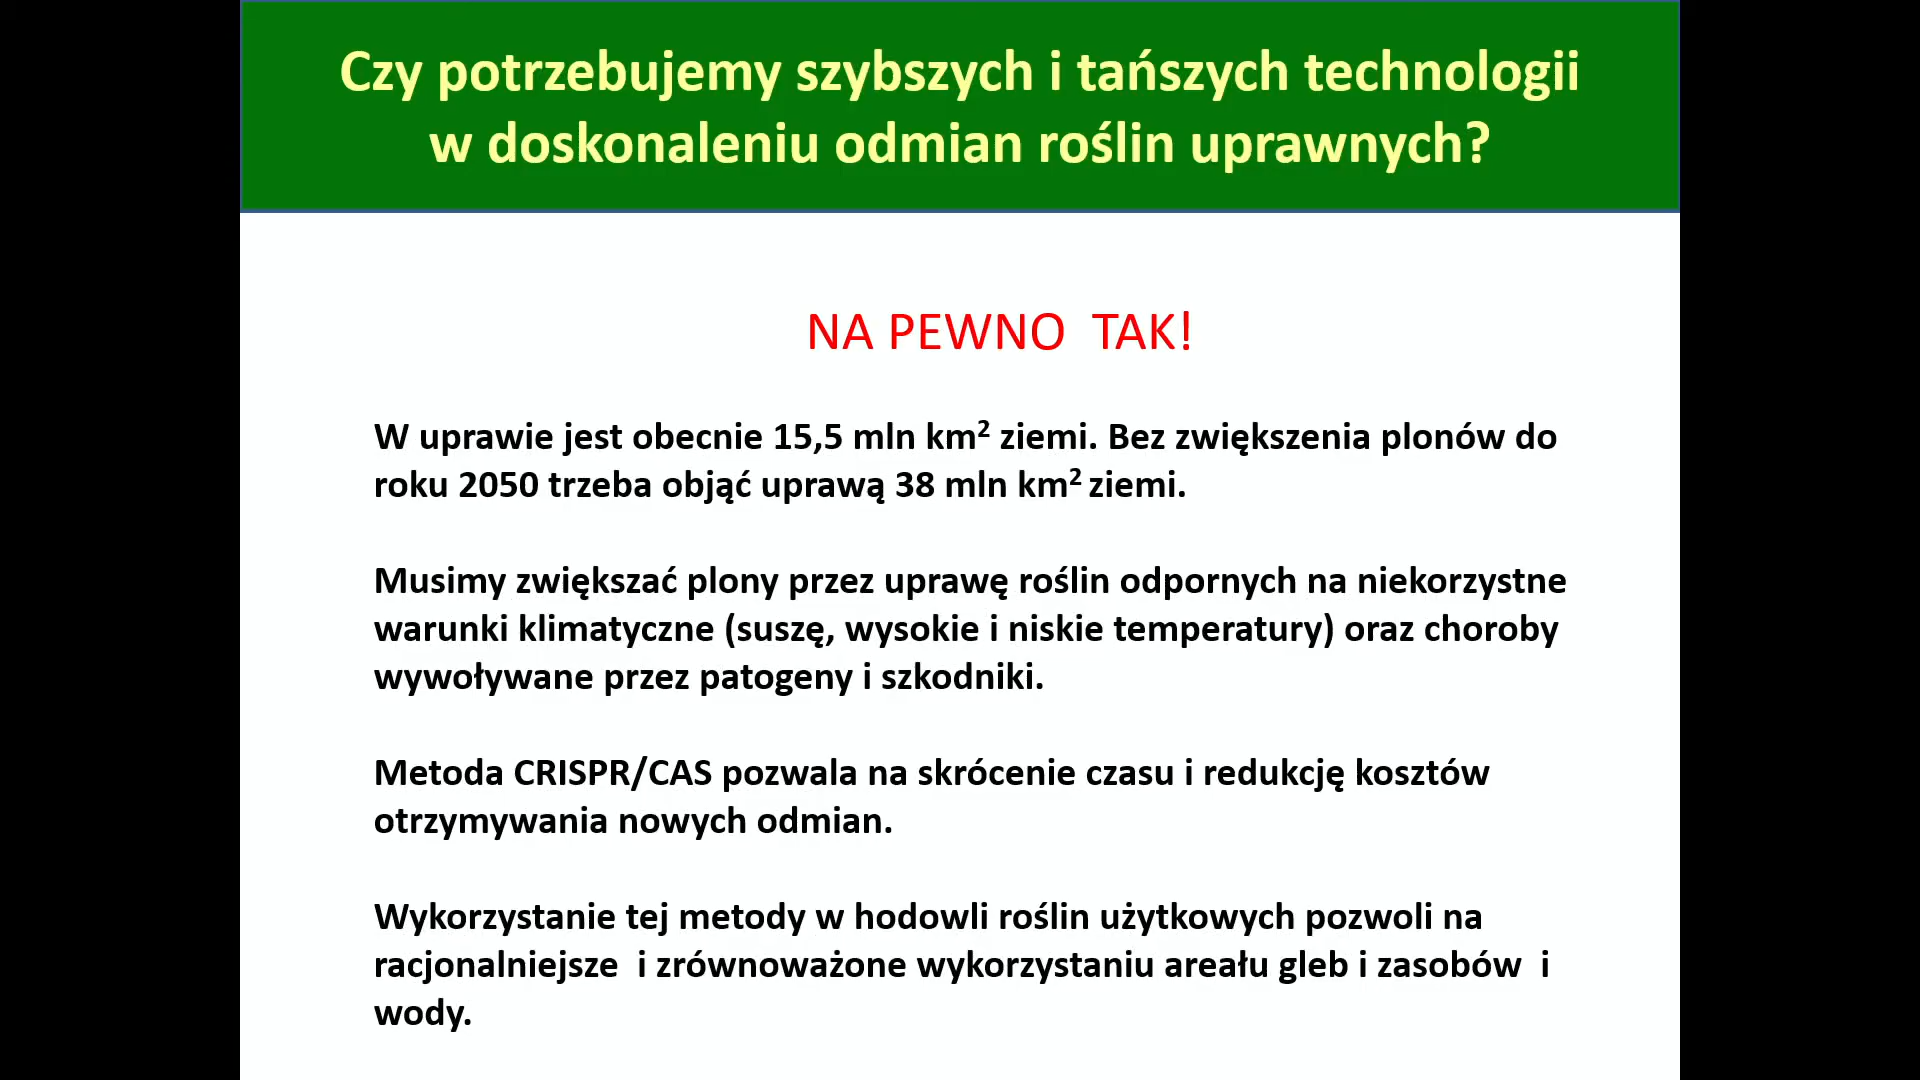 Czy potrzebujemy szybszych i tańszych technologii
w doskonaleniu odmian roślin uprawnych?
NA PEWNO  TAK!
W uprawie jest obecnie 15,5 mln km² ziemi. Bez zwiększenia plonów do
roku 2050 trzeba objąć uprawą 38 mln km² ziemi.
Musimy zwiększać plony przez uprawę roślin odpornych na niekorzystne
warunki klimatyczne (suszę, wysokie i niskie temperatury) oraz choroby
wywoływane przez patogeny i szkodniki.
Metoda CRISPR/CAS pozwala na skrócenie czasu i redukcję kosztów
otrzymywania nowych odmian.
Wykorzystanie tej metody w hodowli roślin użytkowych pozwoli na
racjonalniejsze  i zrównoważone wykorzystaniu areału gleb i zasobów  i
wody.